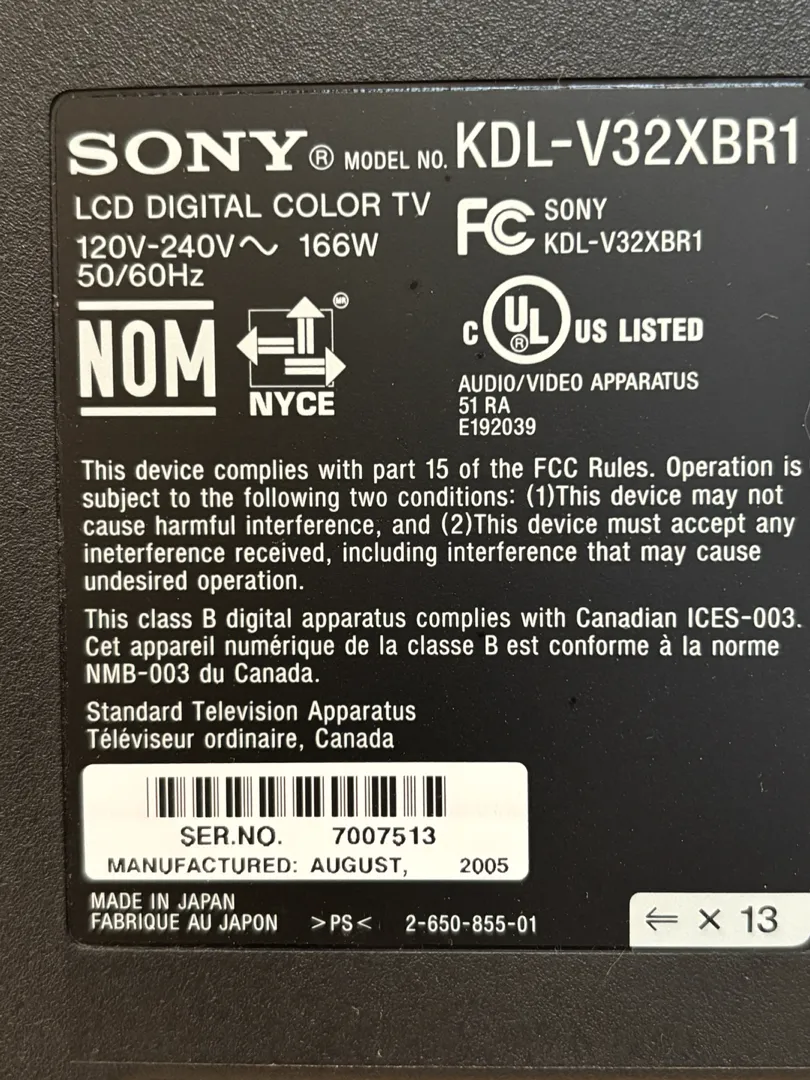 SONY® MODEL NO. KDL-V32XBR1
LCD DIGITAL COLOR TV
120V-240V～ 166W
50/60Hz
FC SONY
KDL-V32XBR1
NOM
MR
NYCE
C UL® US LISTED
AUDIO/VIDEO APPARATUS
51 RA
E192039
This device complies with part 15 of the FCC Rules. Operation is
subject to the following two conditions: (1)This device may not
cause harmful interference, and (2)This device must accept any
ineterference received, including interference that may cause
undesired operation.
This class B digital apparatus complies with Canadian ICES-003.
Cet appareil numérique de la classe B est conforme à la norme
NMB-003 du Canada.
Standard Television Apparatus
Téléviseur ordinaire, Canada
SER.NO. 7007513
MANUFACTURED: AUGUST, 2005
MADE IN JAPAN
FABRIQUE AU JAPON >PS< 2-650-855-01
⇐ × 13